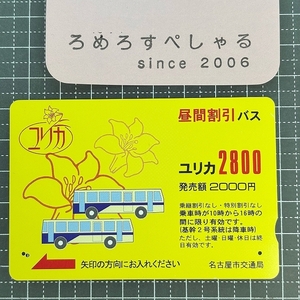 ろめろすぺしゃる
since 2006
昼間割引バス
ユリカ
ユリカ2800
発売額2000円
乗継割引なし・特別割引なし
乗車時が10時から16時の
間に限り有効です。
(基幹2号系統は降車時)
ただし、土曜・日曜・休日は終
日有効です。
矢印の方向にお入れください
名古屋市交通局